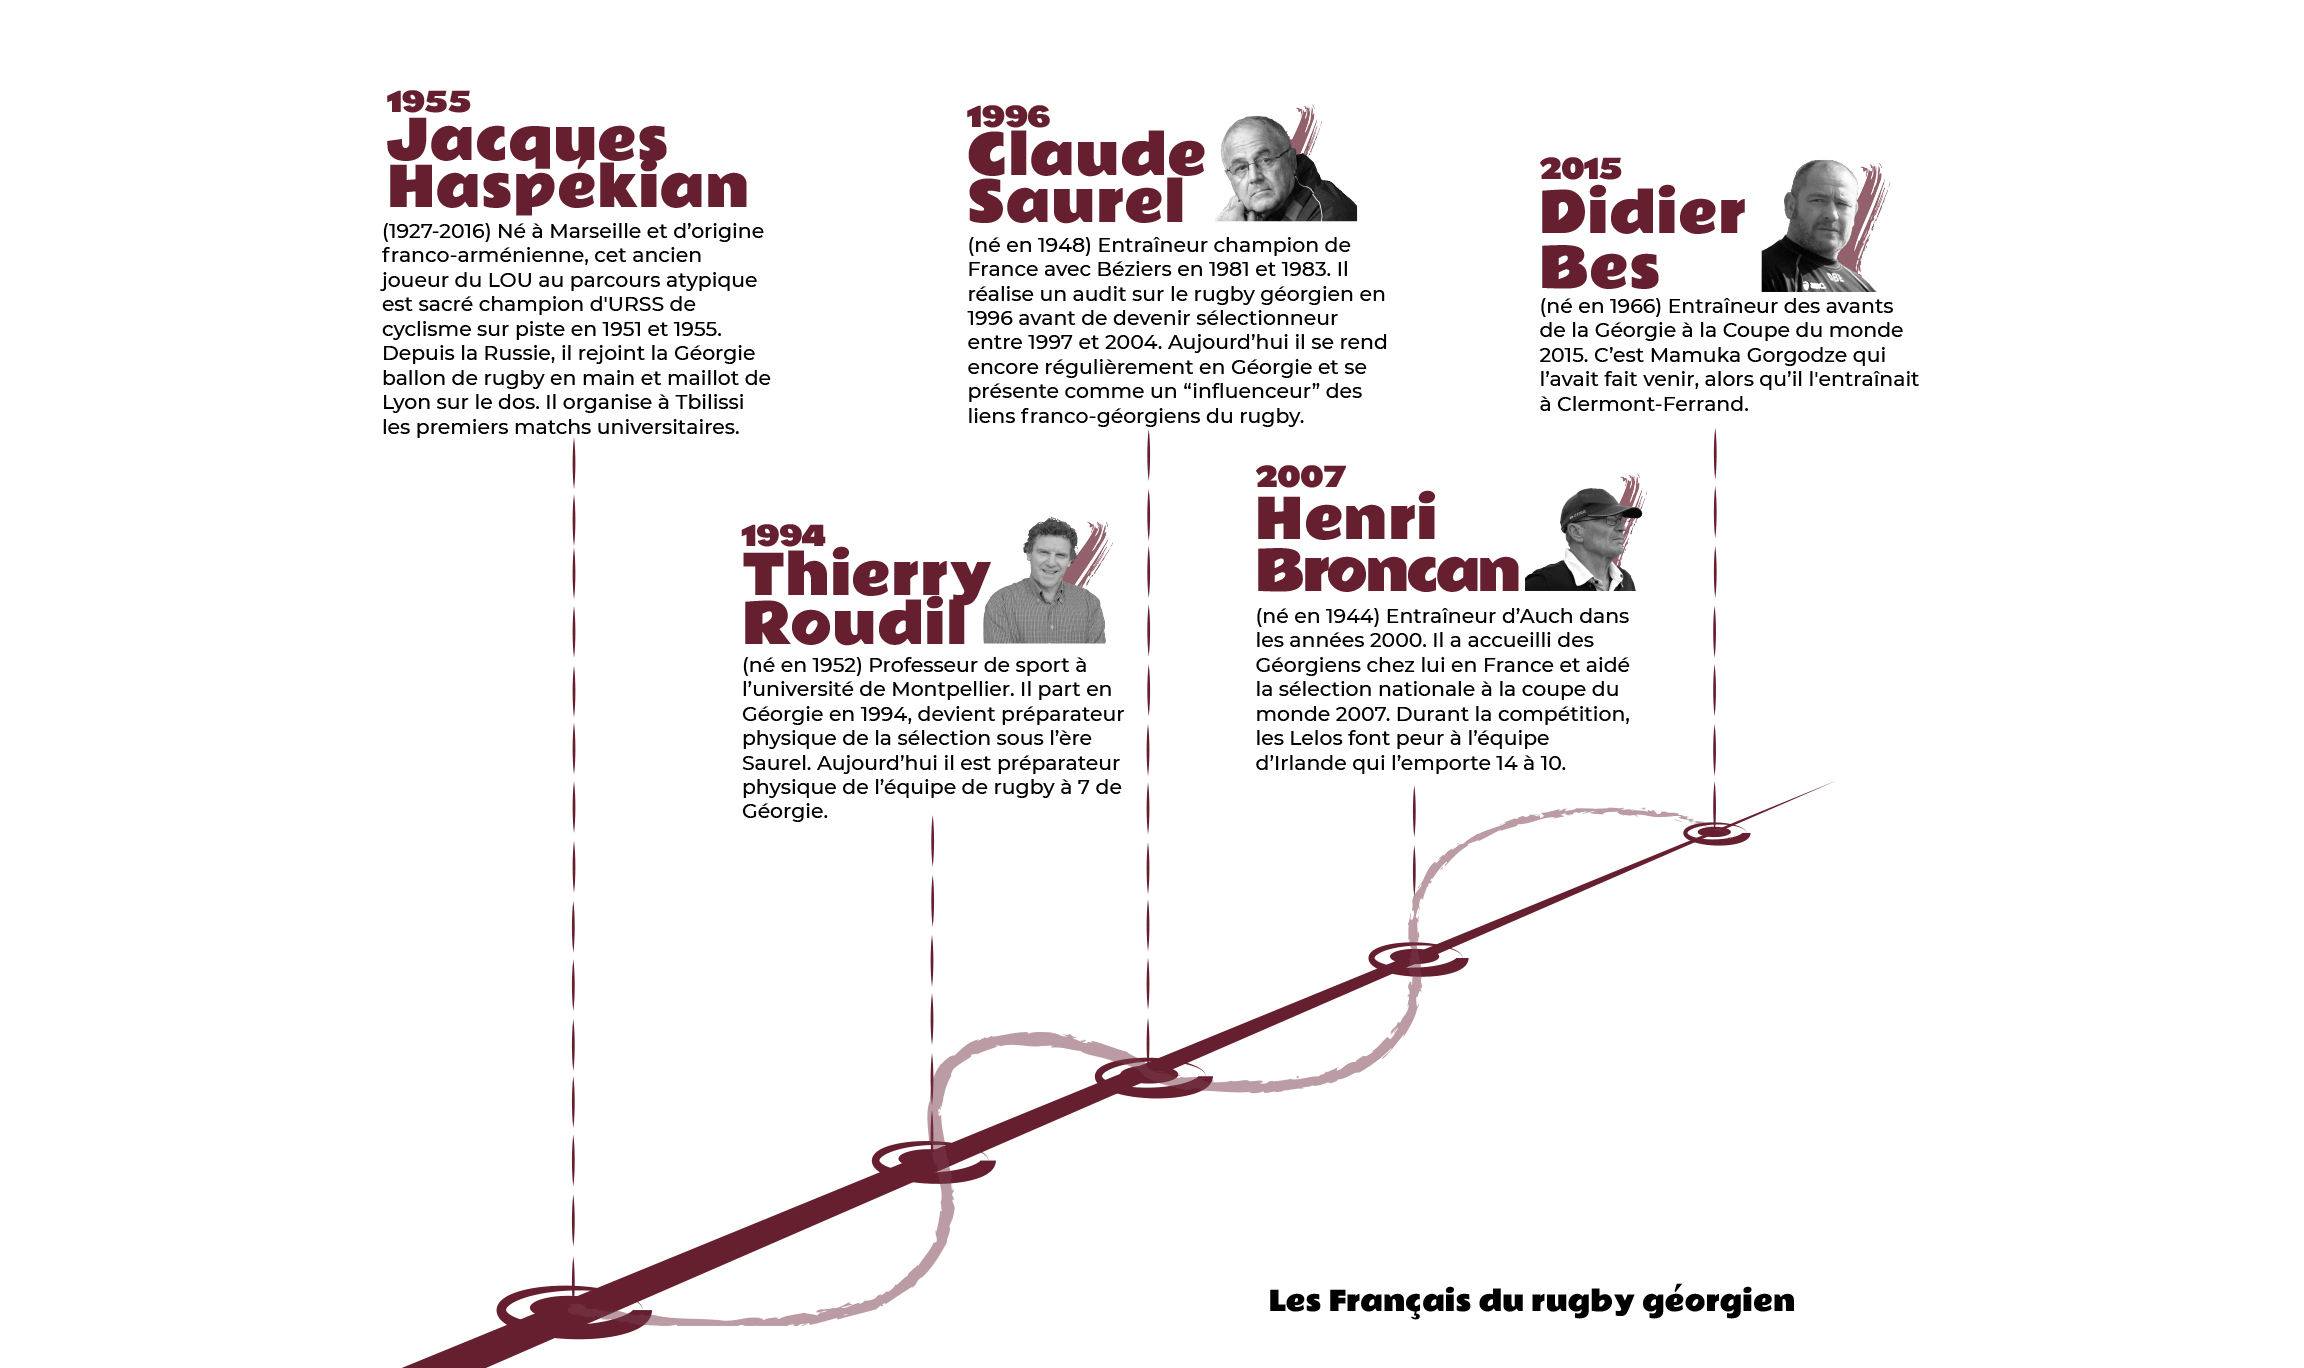 1955
Jacques
Haspékian
(1927-2016) Né à Marseille et d’origine
franco-arménienne, cet ancien
joueur du LOU au parcours atypique
est sacré champion d'URSS de
cyclisme sur piste en 1951 et 1955.
Depuis la Russie, il rejoint la Géorgie
ballon de rugby en main et maillot de
Lyon sur le dos. Il organise à Tbilissi
les premiers matchs universitaires.
1994
Thierry
Roudil
(né en 1952) Professeur de sport à
l’université de Montpellier. Il part en
Géorgie en 1994, devient préparateur
physique de la sélection sous l’ère
Saurel. Aujourd’hui il est préparateur
physique de l’équipe de rugby à 7 de
Géorgie.
1996
Claude
Saurel
(né en 1948) Entraîneur champion de
France avec Béziers en 1981 et 1983. Il
réalise un audit sur le rugby géorgien en
1996 avant de devenir sélectionneur
entre 1997 et 2004. Aujourd’hui il se rend
encore régulièrement en Géorgie et se
présente comme un “influenceur” des
liens franco-géorgiens du rugby.
2007
Henri
Broncan
(né en 1944) Entraîneur d’Auch dans
les années 2000. Il a accueilli des
Géorgiens chez lui en France et aidé
la sélection nationale à la coupe du
monde 2007. Durant la compétition,
les Lelos font peur à l’équipe
d’Irlande qui l’emporte 14 à 10.
2015
Didier
Bes
(né en 1966) Entraîneur des avants
de la Géorgie à la Coupe du monde
2015. C’est Mamuka Gorgodze qui
l’avait fait venir, alors qu’il l'entraînait
à Clermont-Ferrand.
Les Français du rugby géorgien